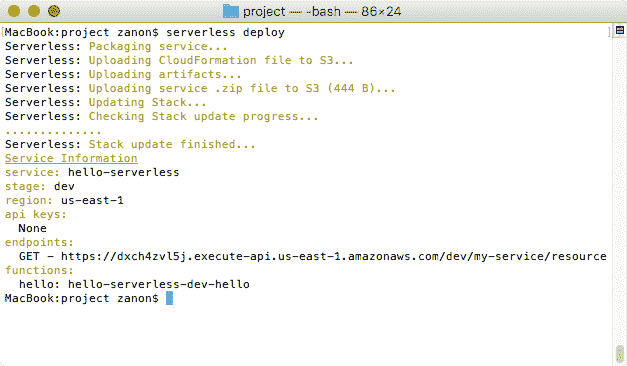 project — -bash — 86×24
MacBook:project zanon$ serverless deploy
Serverless: Packaging service...
Serverless: Uploading CloudFormation file to S3...
Serverless: Uploading artifacts...
Serverless: Uploading service .zip file to S3 (444 B)...
Serverless: Updating Stack...
Serverless: Checking Stack update progress...
..............
Serverless: Stack update finished...
Service Information
service: hello-serverless
stage: dev
region: us-east-1
api keys:
  None
endpoints:
  GET - https://dxch4zvl5j.execute-api.us-east-1.amazonaws.com/dev/my-service/resource
functions:
  hello: hello-serverless-dev-hello
MacBook:project zanon$